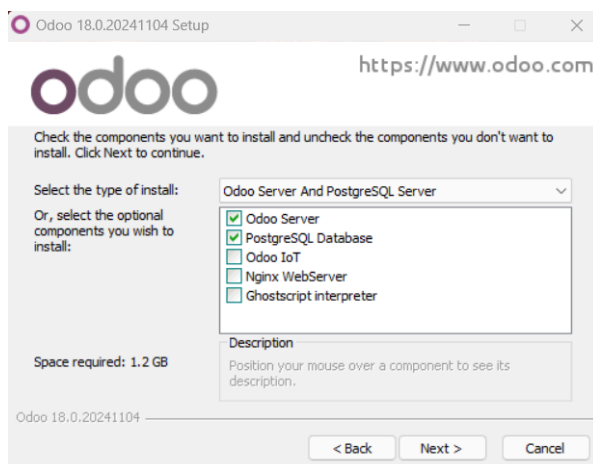 Odoo 18.0.20241104 Setup
odoo
https://www.odoo.com
Check the components you want to install and uncheck the components you don't want to
install. Click Next to continue.
Select the type of install:
Odoo Server And PostgreSQL Server
Or, select the optional
components you wish to
install:
Odoo Server
PostgreSQL Database
Odoo IoT
Nginx WebServer
Ghostscript interpreter
Space required: 1.2 GB
Description
Position your mouse over a component to see its
description.
Odoo 18.0.20241104
< Back
Next >
Cancel